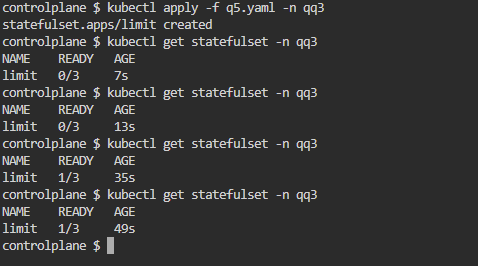 controlplane $ kubectl apply -f q5.yaml -n qq3
statefulset.apps/limit created
controlplane $ kubectl get statefulset -n qq3
NAME    READY   AGE
limit   0/3     7s
controlplane $ kubectl get statefulset -n qq3
NAME    READY   AGE
limit   0/3     13s
controlplane $ kubectl get statefulset -n qq3
NAME    READY   AGE
limit   1/3     35s
controlplane $ kubectl get statefulset -n qq3
NAME    READY   AGE
limit   1/3     49s
controlplane $